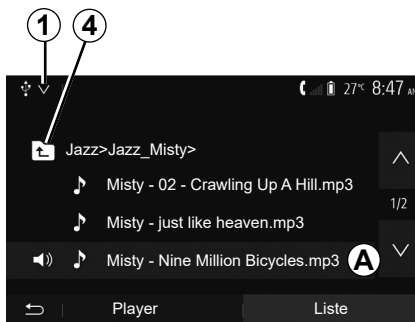 1 4
27°C 8:47 AM
Jazz>Jazz_Misty>
Misty - 02 - Crawling Up A Hill.mp3
1/2
Misty - just like heaven.mp3
Misty - Nine Million Bicycles.mp3 A
Player Liste